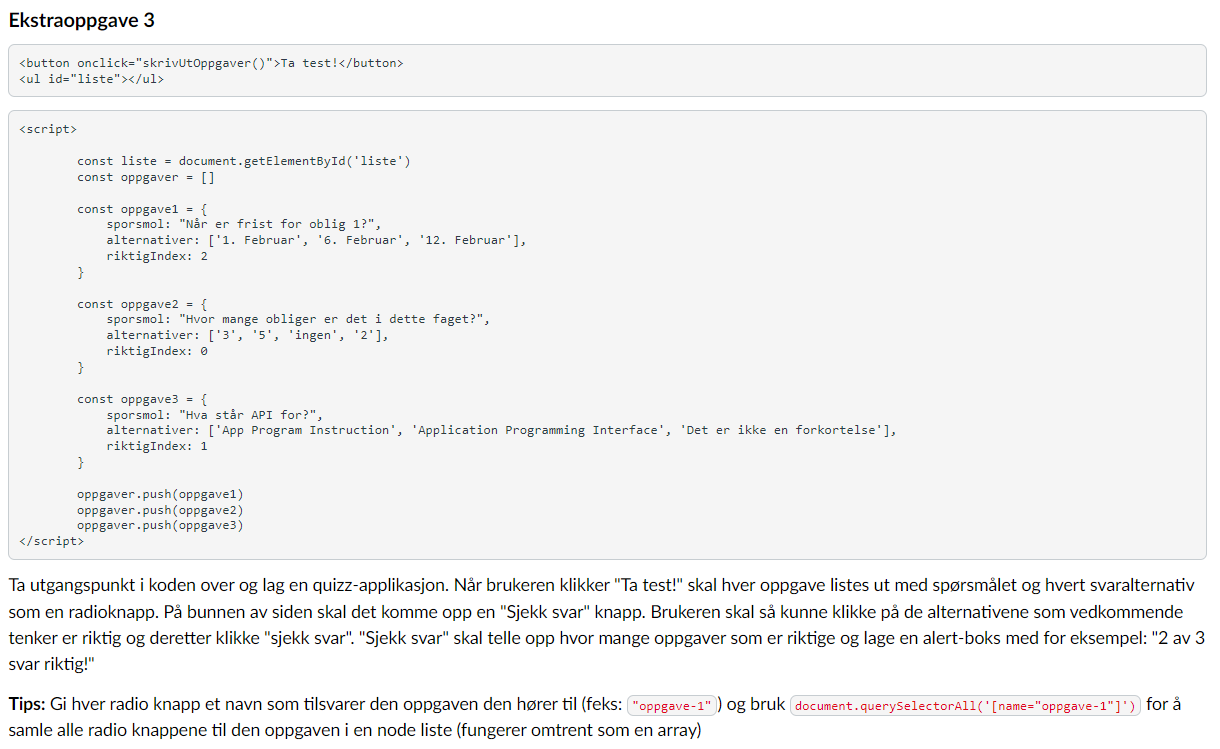 Ekstraoppgave 3
<button onclick="skrivUtOppgaver()">Ta test!</button>
<ul id="liste"></ul>
<script>
const liste = document.getElementById('liste')
const oppgaver = []
const oppgave1 = {
sporsmol: "Når er frist for oblig 1?",
alternativer: ['1. Februar', '6. Februar', '12. Februar'],
riktigIndex: 2
}
const oppgave2 = {
sporsmol: "Hvor mange obliger er det i dette faget?",
alternativer: ['3', '5', 'ingen', '2'],
riktigIndex: 0
}
const oppgave3 = {
sporsmol: "Hva står API for?",
alternativer: ['App Program Instruction', 'Application Programming Interface', 'Det er ikke en forkortelse'],
riktigIndex: 1
}
oppgaver.push(oppgave1)
oppgaver.push(oppgave2)
oppgaver.push(oppgave3)
</script>
Ta utgangspunkt i koden over og lag en quizz-applikasjon. Når brukeren klikker "Ta test!" skal hver oppgave listes ut med spørsmålet og hvert svaralternativ
som en radioknapp. På bunnen av siden skal det komme opp en "Sjekk svar" knapp. Brukeren skal så kunne klikke på de alternativene som vedkommende
tenker er riktig og deretter klikke "sjekk svar". "Sjekk svar" skal telle opp hvor mange oppgaver som er riktige og lage en alert-boks med for eksempel: "2 av 3
svar riktig!"
Tips: Gi hver radio knapp et navn som tilsvarer den oppgaven den hører til (feks: "oppgave-1") og bruk document.querySelectorAll('[name="oppgave-1"]') for å
samle alle radio knappene til den oppgaven i en node liste (fungerer omtrent som en array)